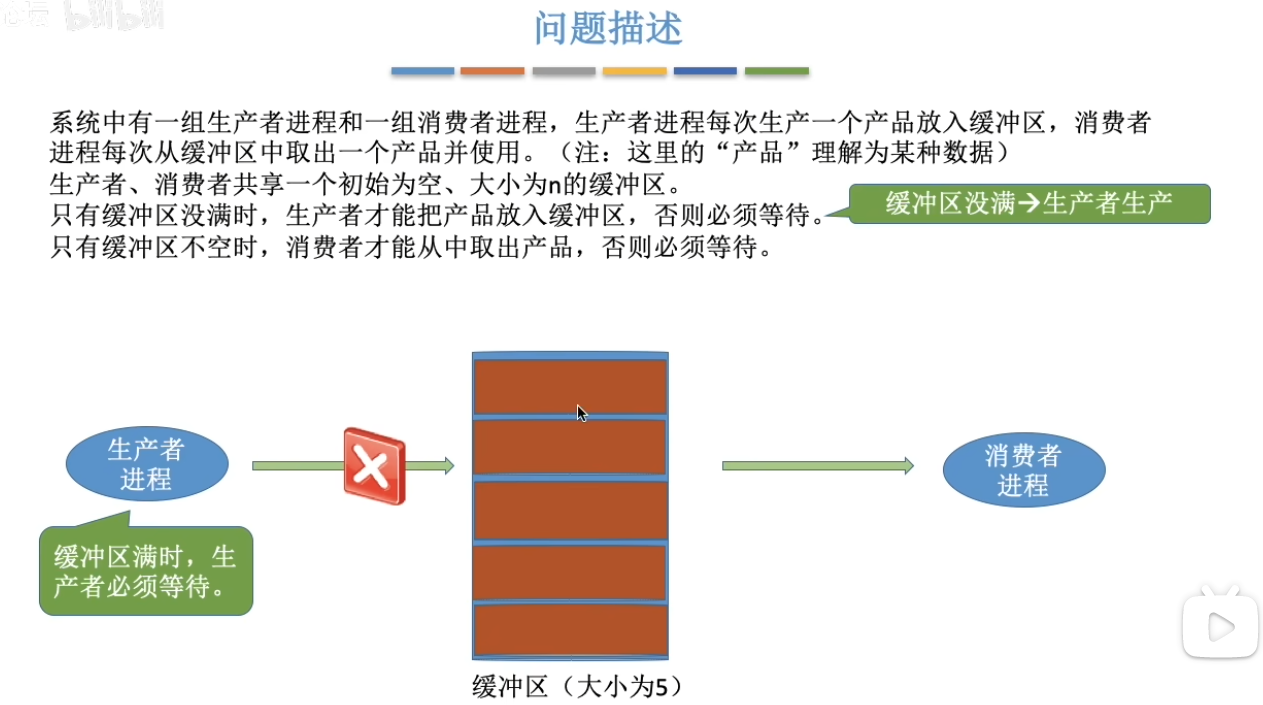 bilibili
问题描述
系统中有一组生产者进程和一组消费者进程，生产者进程每次生产一个产品放入缓冲区，消费者
进程每次从缓冲区中取出一个产品并使用。（注：这里的“产品”理解为某种数据）
生产者、消费者共享一个初始为空、大小为n的缓冲区。
只有缓冲区没满时，生产者才能把产品放入缓冲区，否则必须等待。
缓冲区没满→生产者生产
只有缓冲区不空时，消费者才能从中取出产品，否则必须等待。
生产者
进程
消费者
进程
缓冲区满时，生
产者必须等待。
缓冲区（大小为5）